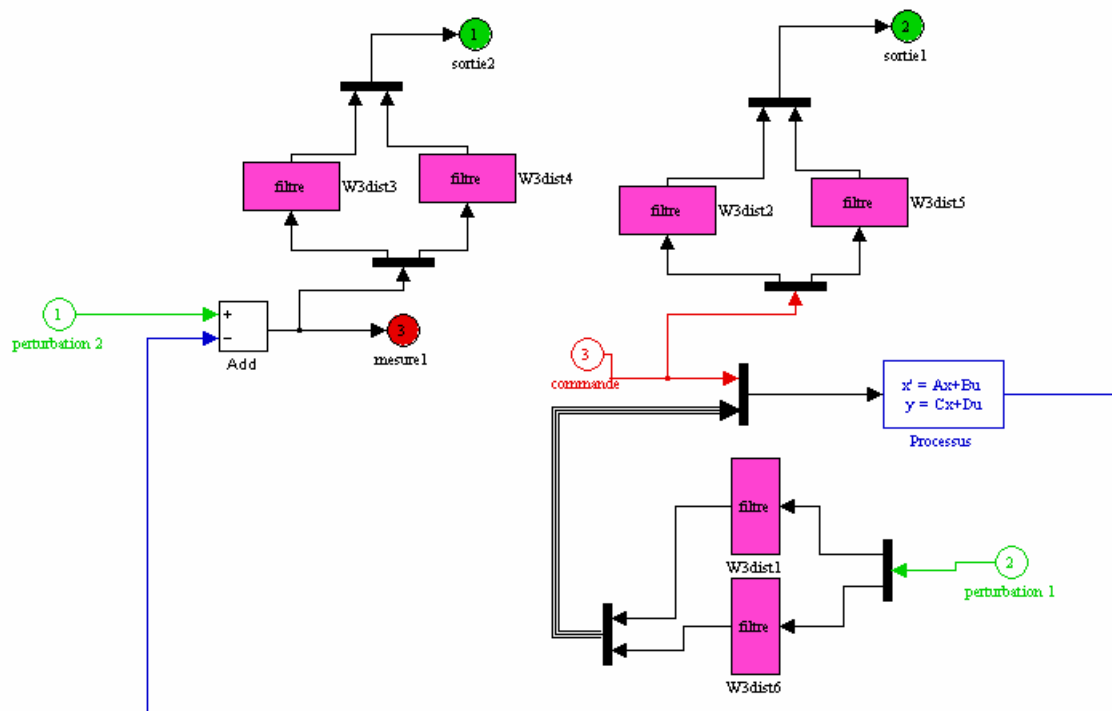 1
sortie2
2
sortie1
filtre
W3dist3
filtre
W3dist4
filtre
W3dist2
filtre
W3dist5
1
perturbation 2
+
−
Add
3
mesure1
3
commande
x' = Ax+Bu
y = Cx+Du
Processus
filtre
W3dist1
2
perturbation 1
filtre
W3dist6